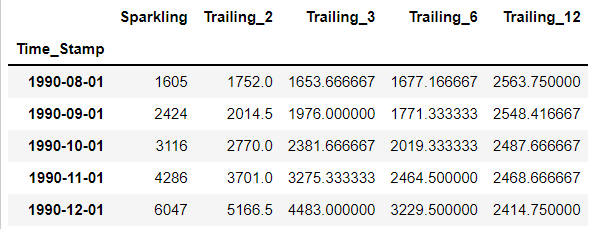 Sparkling Trailing_2 Trailing_3 Trailing_6 Trailing_12
Time_Stamp
1990-08-01 1605 1752.0 1653.666667 1677.166667 2563.750000
1990-09-01 2424 2014.5 1976.000000 1771.333333 2548.416667
1990-10-01 3116 2770.0 2381.666667 2019.333333 2487.666667
1990-11-01 4286 3701.0 3275.333333 2464.500000 2468.666667
1990-12-01 6047 5166.5 4483.000000 3229.500000 2414.750000